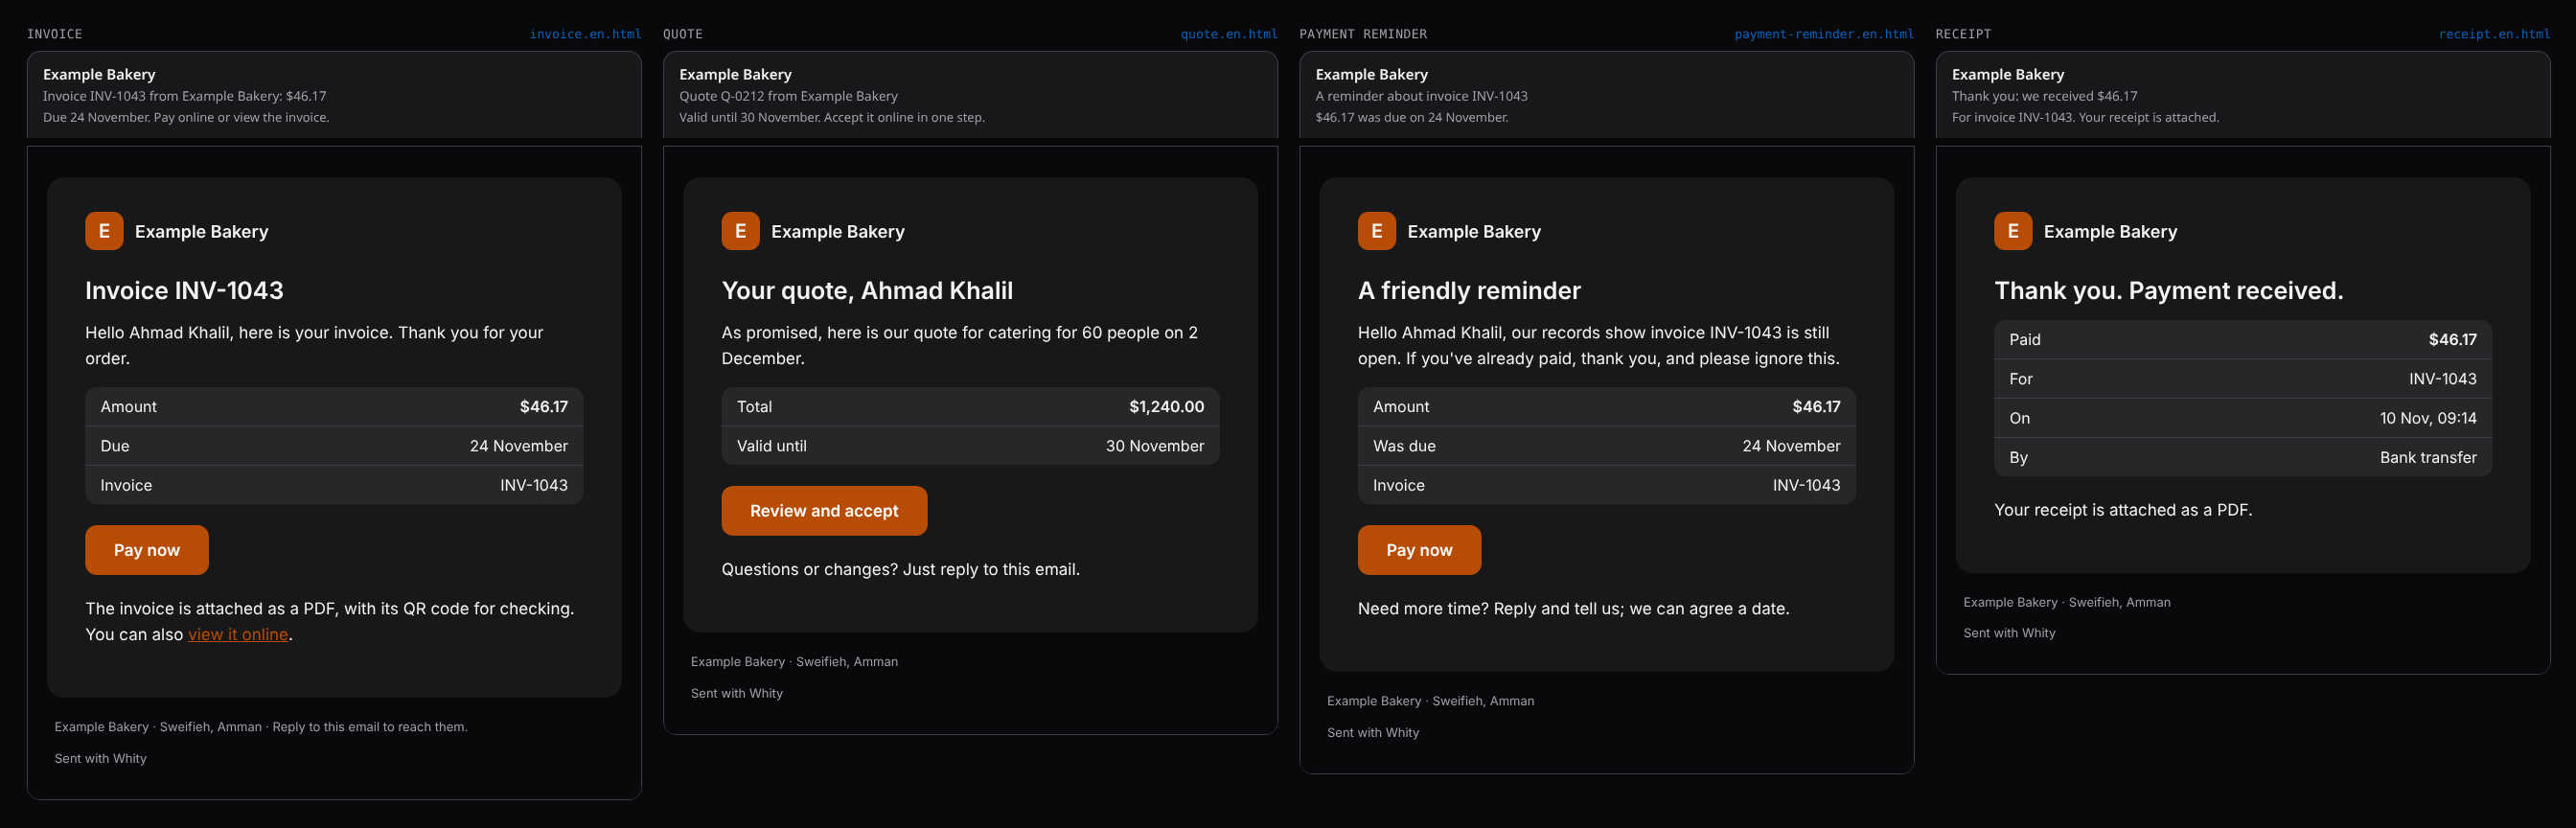 INVOICE
invoice.en.html
Example Bakery
Invoice INV-1043 from Example Bakery: $46.17
Due 24 November. Pay online or view the invoice.
E
Example Bakery
Invoice INV-1043
Hello Ahmad Khalil, here is your invoice. Thank you for your
order.
Amount $46.17
Due 24 November
Invoice INV-1043
Pay now
The invoice is attached as a PDF, with its QR code for checking.
You can also view it online.
Example Bakery · Sweifieh, Amman · Reply to this email to reach them.
Sent with Whity
QUOTE
quote.en.html
Example Bakery
Quote Q-0212 from Example Bakery
Valid until 30 November. Accept it online in one step.
E
Example Bakery
Your quote, Ahmad Khalil
As promised, here is our quote for catering for 60 people on 2
December.
Total $1,240.00
Valid until 30 November
Review and accept
Questions or changes? Just reply to this email.
Example Bakery · Sweifieh, Amman
Sent with Whity
PAYMENT REMINDER
payment-reminder.en.html
Example Bakery
A reminder about invoice INV-1043
$46.17 was due on 24 November.
E
Example Bakery
A friendly reminder
Hello Ahmad Khalil, our records show invoice INV-1043 is still
open. If you've already paid, thank you, and please ignore this.
Amount $46.17
Was due 24 November
Invoice INV-1043
Pay now
Need more time? Reply and tell us; we can agree a date.
Example Bakery · Sweifieh, Amman
Sent with Whity
RECEIPT
receipt.en.html
Example Bakery
Thank you: we received $46.17
For invoice INV-1043. Your receipt is attached.
E
Example Bakery
Thank you. Payment received.
Paid $46.17
For INV-1043
On 10 Nov, 09:14
By Bank transfer
Your receipt is attached as a PDF.
Example Bakery · Sweifieh, Amman
Sent with Whity